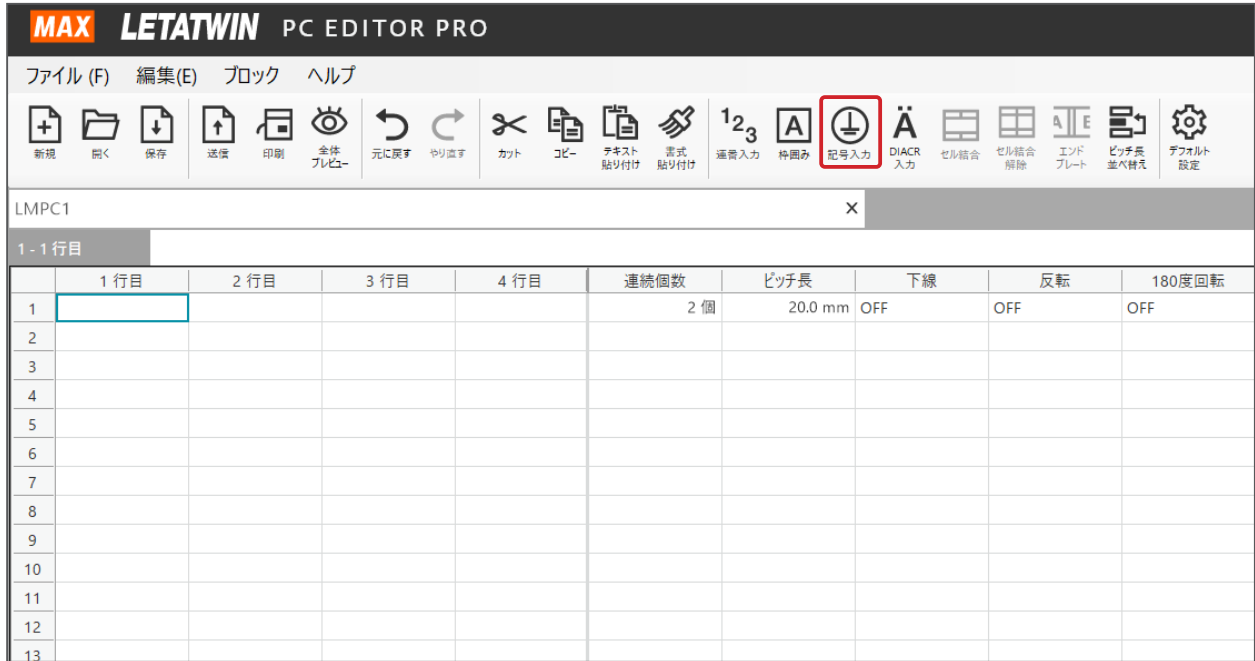 MAX LETATWIN PC EDITOR PRO
ファイル (F) 編集(E) ブロック ヘルプ
新規 開く 保存 送信 印刷 全体プレビュー 元に戻す やり直す カット コピー テキスト貼り付け 書式貼り付け 連番入力 枠囲み 記号入力 DIACR入力 セル結合 セル結合解除 エンドプレート ピッチ長並べ替え デフォルト設定
LMPC1 ×
1 - 1 行目
1 行目 2 行目 3 行目 4 行目 連続個数 ピッチ長 下線 反転 180度回転
1 2 個 20.0 mm OFF OFF OFF
2
3
4
5
6
7
8
9
10
11
12
13